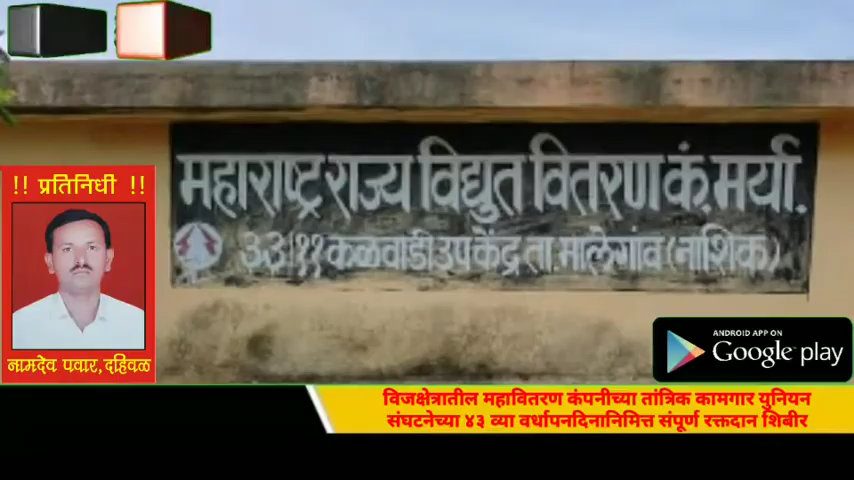 महाराष्ट्र राज्य विद्युत वितरण कं. मर्या.
३३/११ कळवाडी उप केंद्र ता. मालेगांव (नाशिक)
!! प्रतिनिधी !!
नामदेव पवार,दहिवळ
ANDROID APP ON
Google play
विजक्षेत्रातील महावितरण कंपनीच्या तांत्रिक कामगार युनियन
संघटनेच्या ४३ व्या वर्धापनदिनानिमित्त संपूर्ण रक्तदान शिबीर